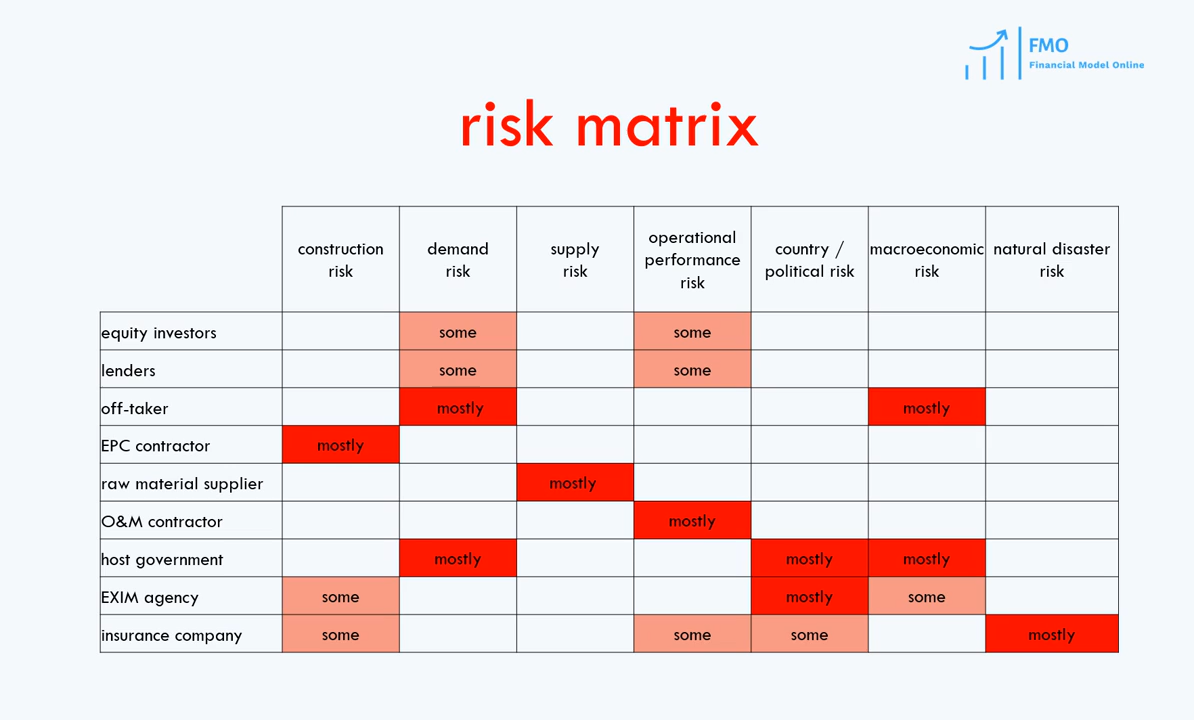 FMO
Financial Model Online
risk matrix
construction risk
demand risk
supply risk
operational performance risk
country / political risk
macroeconomic risk
natural disaster risk
equity investors some some
lenders some some
off-taker mostly mostly
EPC contractor mostly
raw material supplier mostly
O&M contractor mostly
host government mostly mostly mostly
EXIM agency some mostly some
insurance company some some some mostly